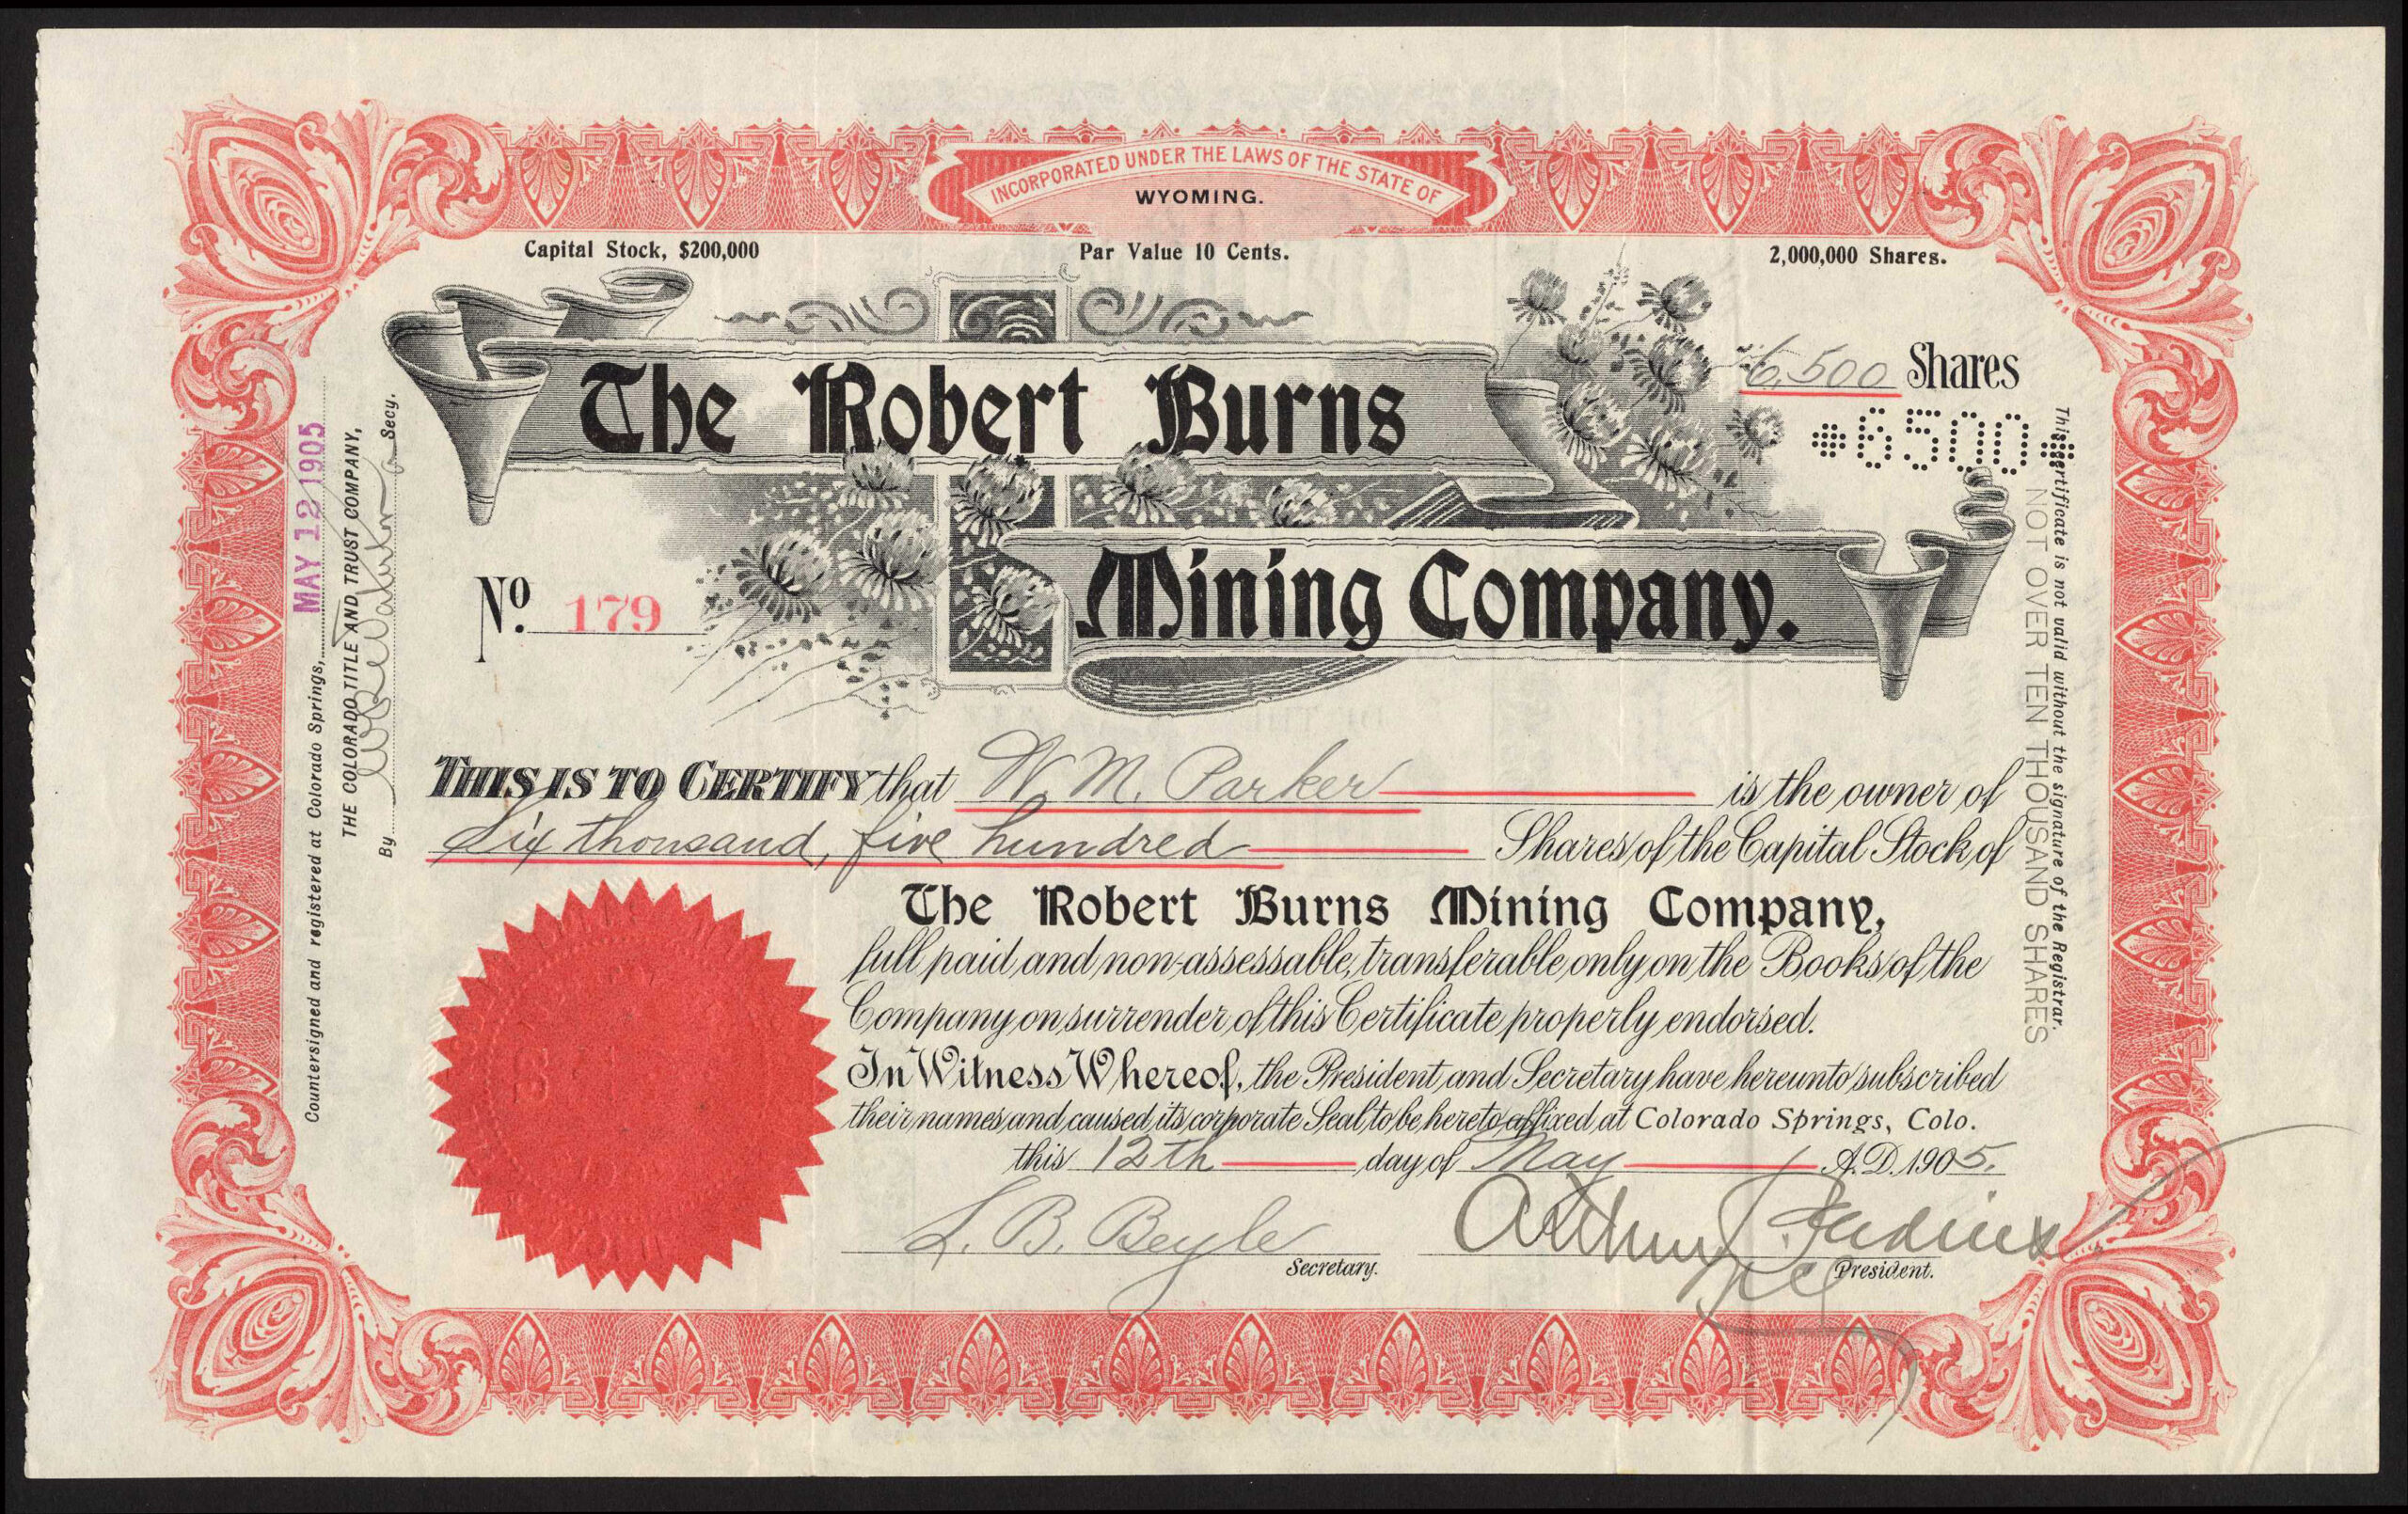 INCORPORATED UNDER THE LAWS OF THE STATE OF
WYOMING.
Capital Stock, $200,000
Par Value 10 Cents.
2,000,000 Shares.
The Robert Burns
6,500 Shares
*6500*
Mining Company.
No. 179
THIS IS TO CERTIFY that W. M. Parker is the owner of
Six thousand, five hundred Shares of the Capital Stock of
The Robert Burns Mining Company,
full paid and non-assessable, transferable only on the Books of the
Company on surrender of this Certificate properly endorsed.
In Witness Whereof, the President and Secretary have hereunto subscribed
their names and caused its corporate Seal to be hereto affixed at Colorado Springs, Colo.
this 12th day of May A.D. 1905.
L. B. Beyle
Secretary.
Arthur
President.
Countersigned and registered at Colorado Springs, MAY 12 1905
THE COLORADO TITLE AND TRUST COMPANY,
By Secy.
This certificate is not valid without the signature of the Registrar.
NOT OVER TEN THOUSAND SHARES